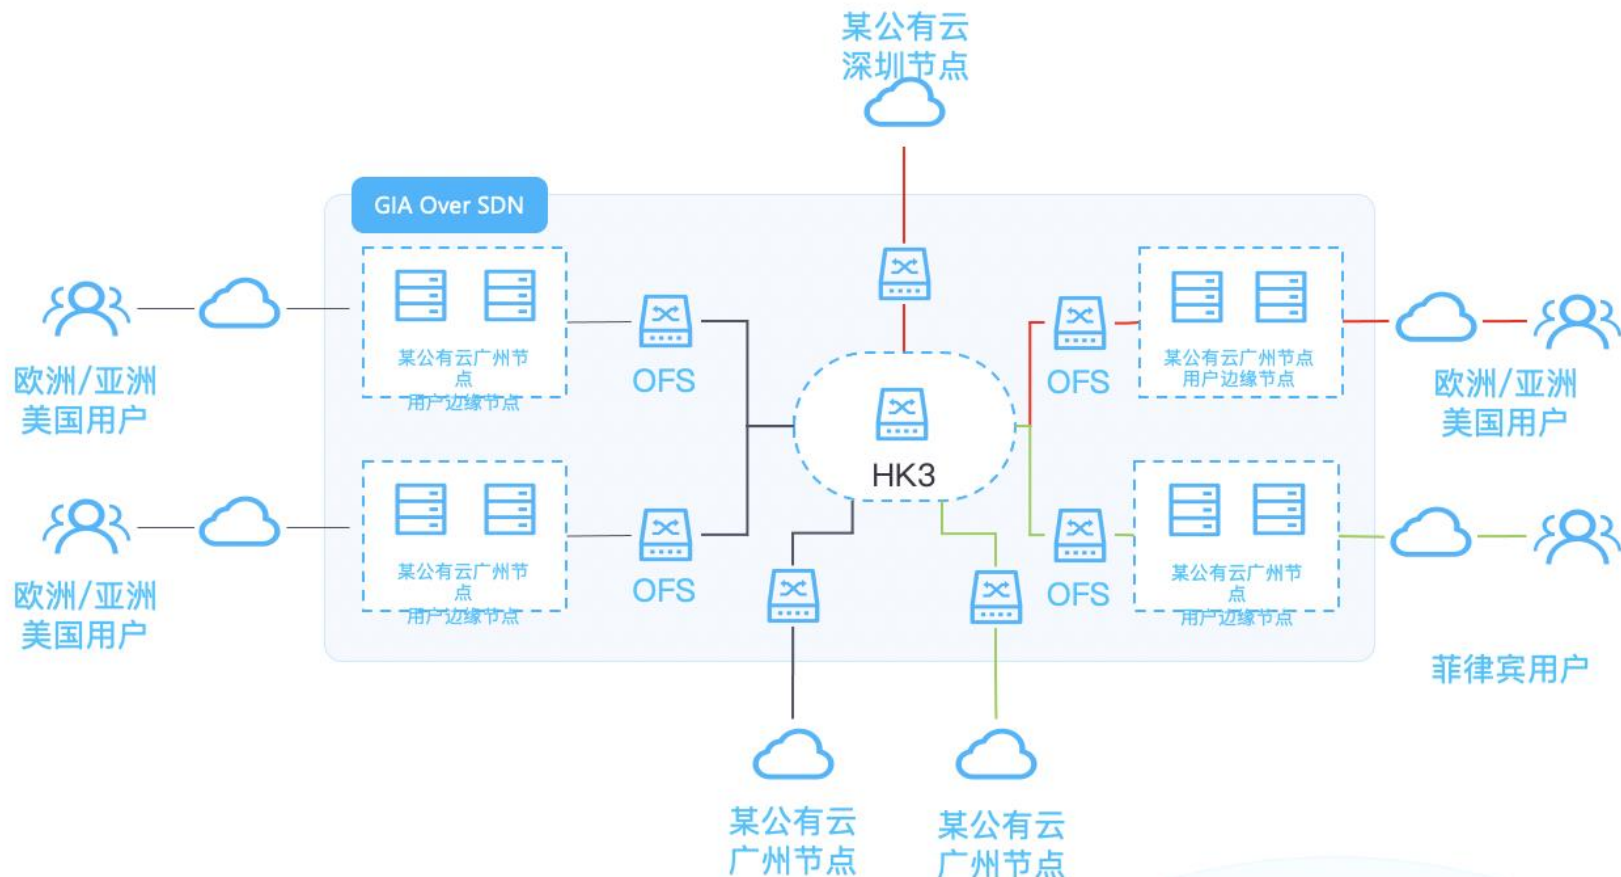 某公有云
深圳节点
GIA Over SDN
某公有云广州节
点
用户边缘节点
OFS
欧洲/亚洲
美国用户
某公有云广州节
点
用户边缘节点
OFS
欧洲/亚洲
美国用户
HK3
OFS
某公有云广州节点
用户边缘节点
欧洲/亚洲
美国用户
OFS
某公有云广州节
点
用户边缘节点
菲律宾用户
某公有云
广州节点
某公有云
广州节点